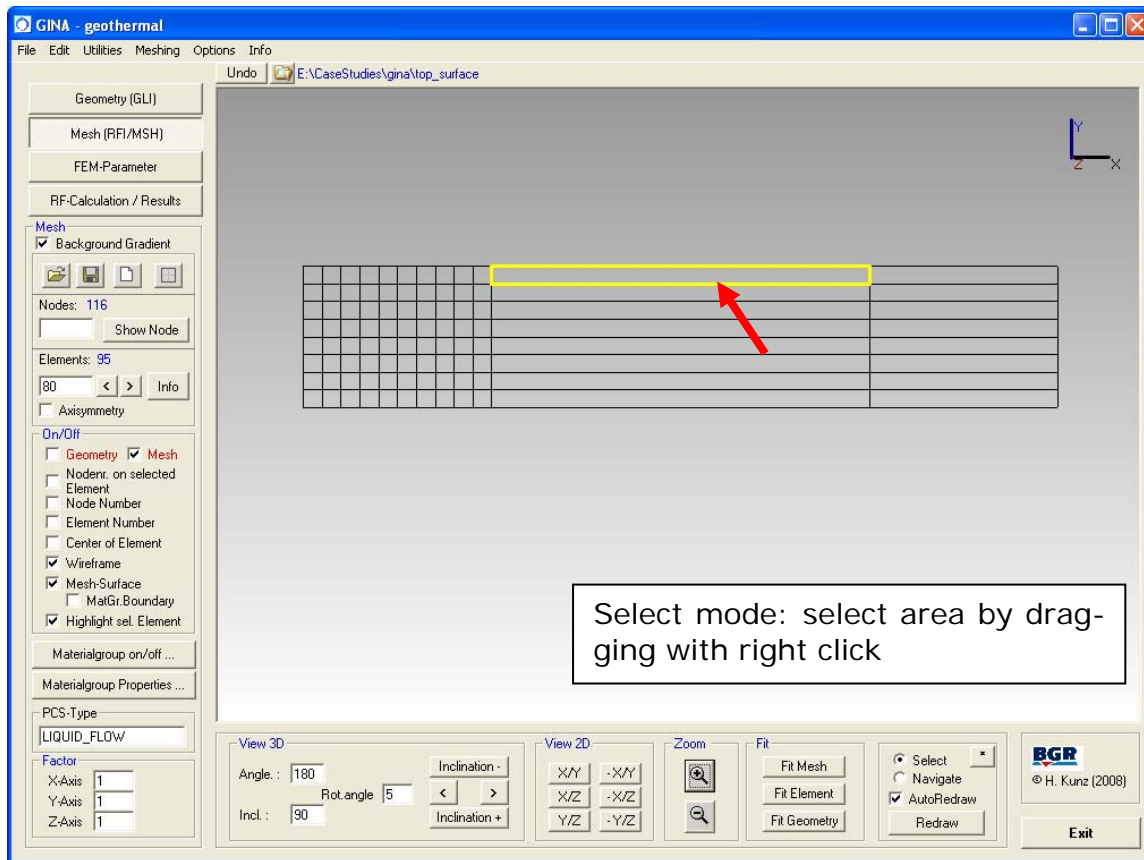 GINA - geothermal
File Edit Utilities Meshing Options Info
Undo E:\CaseStudies\gina\top_surface
Geometry (GLI)
Mesh (RFI/MSH)
FEM-Parameter
RF-Calculation / Results
Mesh
Background Gradient
Nodes: 116
Show Node
Elements: 95
80 < > Info
Axisymmetry
On/Off
Geometry Mesh
Nodenr. on selected
Element
Node Number
Element Number
Center of Element
Wireframe
Mesh-Surface
MatGr.Boundary
Highlight sel. Element
Materialgroup on/off ...
Materialgroup Properties ...
PCS-Type
LIQUID_FLOW
Factor
X-Axis 1
Y-Axis 1
Z-Axis 1
Y
Z X
Select mode: select area by drag-
ging with right click
View 3D
Angle. : 180
Rot.angle 5
Incl. : 90
Inclination -
< >
Inclination +
View 2D
X/Y -X/Y
X/Z -X/Z
Y/Z -Y/Z
Zoom
Fit
Fit Mesh
Fit Element
Fit Geometry
Select *
Navigate
AutoRedraw
Redraw
BGR
© H. Kunz (2008)
Exit